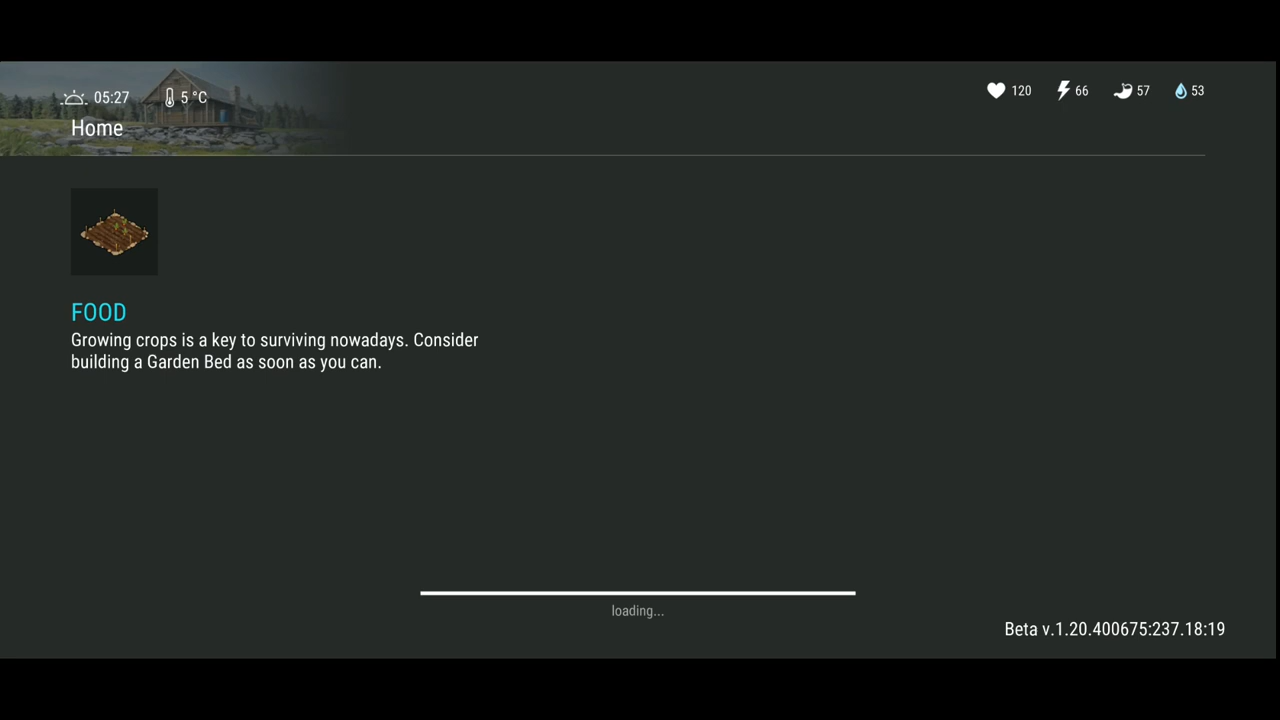 05:27 5 °C 120 66 57 53
Home
FOOD
Growing crops is a key to surviving nowadays. Consider
building a Garden Bed as soon as you can.
loading...
Beta v.1.20.400675:237.18:19